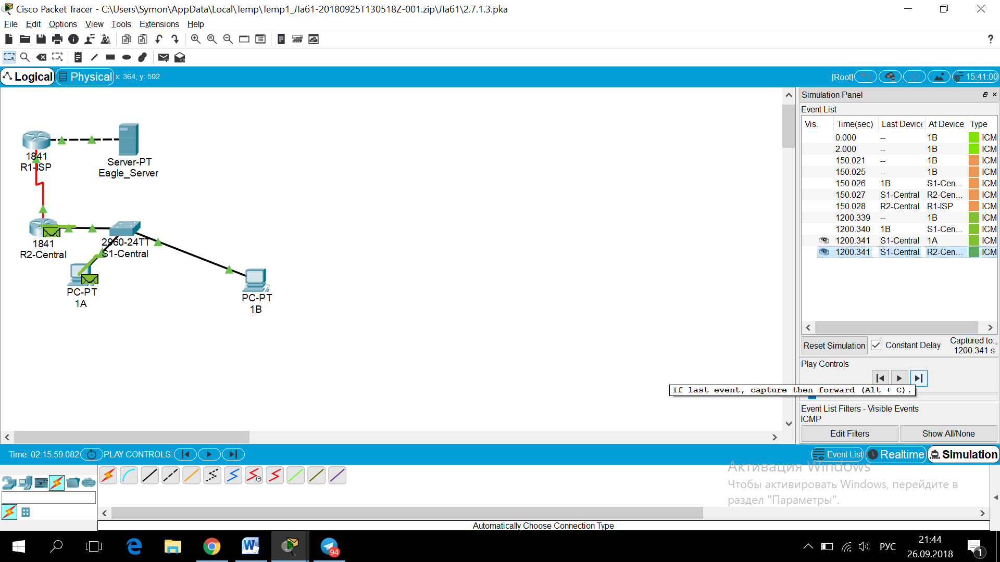 Cisco Packet Tracer - C:\Users\Symon\AppData\Local\Temp\Temp1_Лаб1-20180925T130518Z-001.zip\Лаб1\2.7.1.3.pka
File Edit Options View Tools Extensions Help
?
Logical Physical x: 364, y: 592 [Root] 15:41:00
Simulation Panel
Event List
Vis. Time(sec) Last Device At Device Type
0.000 -- 1B ICM
2.000 -- 1B ICM
150.021 -- 1B ICM
150.025 -- 1B ICM
150.026 1B S1-Cen... ICM
150.027 S1-Central R2-Cen... ICM
150.028 R2-Central R1-ISP ICM
1200.339 -- 1B ICM
1200.340 1B S1-Cen... ICM
1200.341 S1-Central 1A ICM
1200.341 S1-Central R2-Cen... ICM
1841
R1-ISP
Server-PT
Eagle_Server
1841
R2-Central
2960-24TT
S1-Central
PC-PT
1A
PC-PT
1B
Reset Simulation Constant Delay Captured to:*
1200.341 s
Play Controls
If last event, capture then forward (Alt + C).
Event List Filters - Visible Events
ICMP
Edit Filters Show All/None
Time: 02:15:59.082 PLAY CONTROLS: Event List Realtime Simulation
Активация Windows
Чтобы активировать Windows, перейдите в
раздел "Параметры".
Automatically Choose Connection Type
94
РУС
21:44
26.09.2018
1